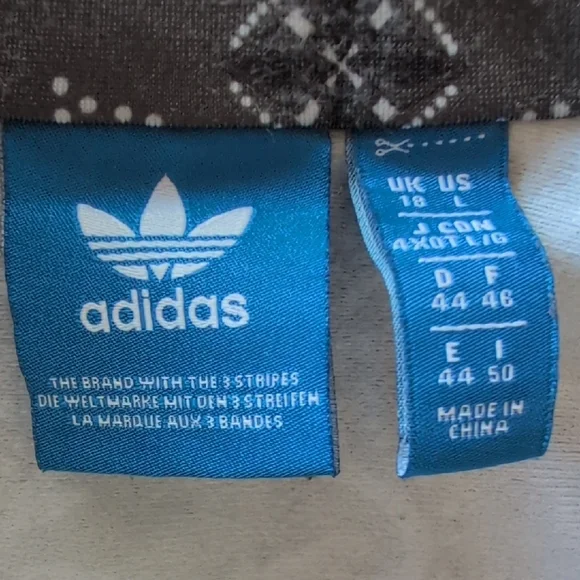 adidas
THE BRAND WITH THE 3 STRIPES
DIE WELTMARKE MIT DEN 3 STREIFEN
LA MARQUE AUX 3 BANDES
UK US
18 L
J CDN
4XOT L/G
D F
44 46
E I
44 50
MADE IN
CHINA